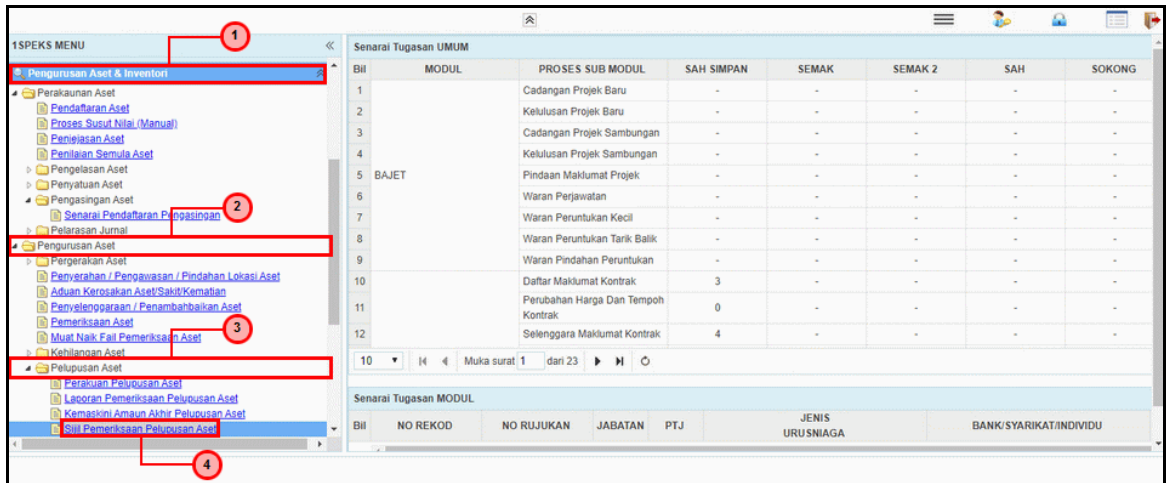 1SPEKS MENU
1
Pengurusan Aset & Inventori
Perakaunan Aset
Pendaftaran Aset
Proses Susut Nilai (Manual)
Penjejasan Aset
Penilaian Semula Aset
Pengelasan Aset
Penyatuan Aset
Pengasingan Aset
2
Senarai Pendaftaran Pengasingan
Pelarasan Jurnal
Pengurusan Aset
Pergerakan Aset
Penyerahan / Pengawasan / Pindahan Lokasi Aset
Aduan Kerosakan Aset/Sakit/Kematian
Penyelenggaraan / Penambahbaikan Aset
Pemeriksaan Aset
3
Muat Naik Fail Pemeriksaan Aset
Kehilangan Aset
Pelupusan Aset
Perakuan Pelupusan Aset
Laporan Pemeriksaan Pelupusan Aset
Kemaskini Amaun Akhir Pelupusan Aset
Sijil Pemeriksaan Pelupusan Aset
4
Senarai Tugasan UMUM
Bil MODUL PROSES SUB MODUL SAH SIMPAN SEMAK SEMAK 2 SAH SOKONG
1 Cadangan Projek Baru - - - - -
2 Kelulusan Projek Baru - - - - -
3 Cadangan Projek Sambungan - - - - -
4 Kelulusan Projek Sambungan - - - - -
5 BAJET Pindaan Maklumat Projek - - - - -
6 Waran Perjawatan - - - - -
7 Waran Peruntukan Kecil - - - - -
8 Waran Peruntukan Tarik Balik - - - - -
9 Waran Pindahan Peruntukan - - - - -
10 Daftar Maklumat Kontrak 3 - - - -
11 Perubahan Harga Dan Tempoh
Kontrak 0 - - - -
12 Selenggara Maklumat Kontrak 4 - - - -
10 Muka surat 1 dari 23
Senarai Tugasan MODUL
Bil NO REKOD NO RUJUKAN JABATAN PTJ JENIS
URUSNIAGA BANK/SYARIKAT/INDIVIDU